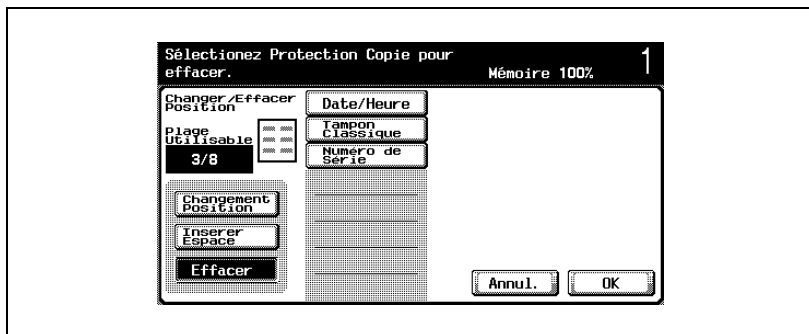 Sélectionez Protection Copie pour
effacer.
Mémoire 100%
1
Changer/Effacer
Position
Plage
Utilisable
3/8
Changement
Position
Inserer
Espace
Effacer
Date/Heure
Tampon
Classique
Numéro de
Série
Annul.
OK